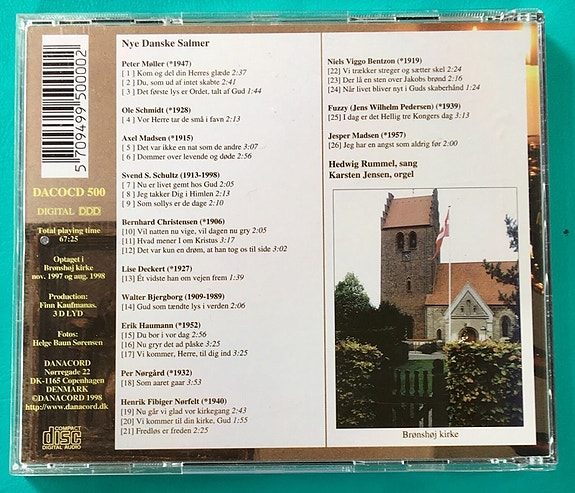 5 709499 500002
DACOCD 500
DIGITAL DDD
Total playing time
67:25
Optaget i
Brønshøj kirke
nov. 1997 og aug. 1998
Production:
Finn Kaufmanas.
3 D LYD
Fotos:
Helge Baun Sørensen
DANACORD
Nørregade 22
DK-1165 Copenhagen
DENMARK
©DANACORD 1998
http://www.danacord.dk
COMPACT
disc
DIGITAL AUDIO
Nye Danske Salmer
Peter Møller (*1947)
[ 1 ] Kom og del din Herres glæde 2:37
[ 2 ] Du, som ud af intet skabte 2:41
[ 3 ] Det første lys er Ordet, talt af Gud 1:44
Ole Schmidt (*1928)
[ 4 ] Vor Herre tar de små i favn 2:13
Axel Madsen (*1915)
[ 5 ] Det var ikke en nat som de andre 3:07
[ 6 ] Dommer over levende og døde 2:56
Svend S. Schultz (1913-1998)
[ 7 ] Nu er livet gemt hos Gud 2:05
[ 8 ] Jeg takker Dig i Himlen 2:13
[ 9 ] Som sollys er de dage 2:10
Bernhard Christensen (*1906)
[10] Vil natten nu vige, vil dagen nu gry 2:05
[11] Hvad mener I om Kristus 3:17
[12] Det var kun en drøm, at han tog os til side 3:02
Lise Deckert (*1927)
[13] Ét vidste han om vejen frem 1:39
Walter Bjergborg (1909-1989)
[14] Gud som tændte lys i verden 2:06
Erik Haumann (*1952)
[15] Du bor i vor dag 2:56
[16] Nu gryr det ad påske 3:25
[17] Vi kommer, Herre, til dig ind 3:25
Per Nørgård (*1932)
[18] Som aaret gaar 3:53
Henrik Fibiger Nørfelt (*1940)
[19] Nu går vi glad vor kirkegang 2:43
[20] Vi kommer til din kirke, Gud 1:55
[21] Fredløs er freden 2:25
Niels Viggo Bentzon (*1919)
[22] Vi trækker streger og sætter skel 2:24
[23] Der lå en sten over Jakobs brønd 2:16
[24] Når livet bliver nyt i Guds skaberhånd 1:24
Fuzzy (Jens Wilhelm Pedersen) (*1939)
[25] I dag er det Hellig tre Kongers dag 3:13
Jesper Madsen (*1957)
[26] Jeg har en angst som aldrig før 2:00
Hedwig Rummel, sang
Karsten Jensen, orgel
Brønshøj kirke